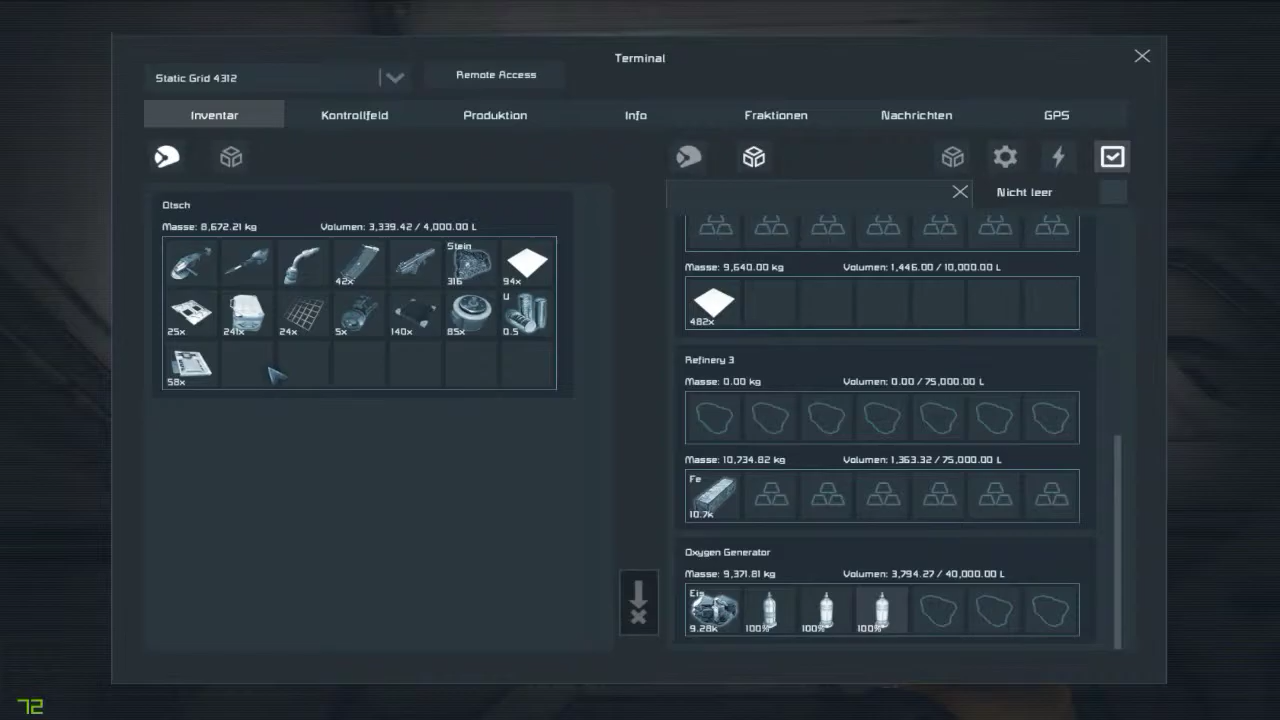 Terminal
Static Grid 4312
Remote Access
Inventar
Kontrollfeld
Produktion
Info
Fraktionen
Nachrichten
GPS
Nicht leer
Otsch
Masse: 8,672.21 kg
Volumen: 3,339.42 / 4,000.00 L
42x
Stein
316
94x
25x
241x
24x
5x
140x
85x
U
0.5
58x
Masse: 9,640.00 kg
Volumen: 1,446.00 / 10,000.00 L
482x
Refinery 3
Masse: 0.00 kg
Volumen: 0.00 / 75,000.00 L
Masse: 10,734.82 kg
Volumen: 1,363.32 / 75,000.00 L
Fe
10.7k
Oxygen Generator
Masse: 9,371.81 kg
Volumen: 3,794.27 / 40,000.00 L
Eis
9.28k
100%
100%
100%
72